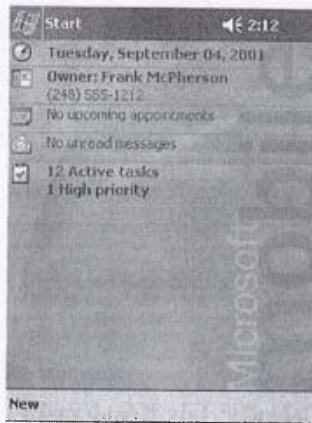 Start 2:12
Tuesday, September 04, 2001
Owner: Frank McPherson
(248) 555-1212
No upcoming appointments
No unread messages
12 Active tasks
1 High priority
Microsoft
New